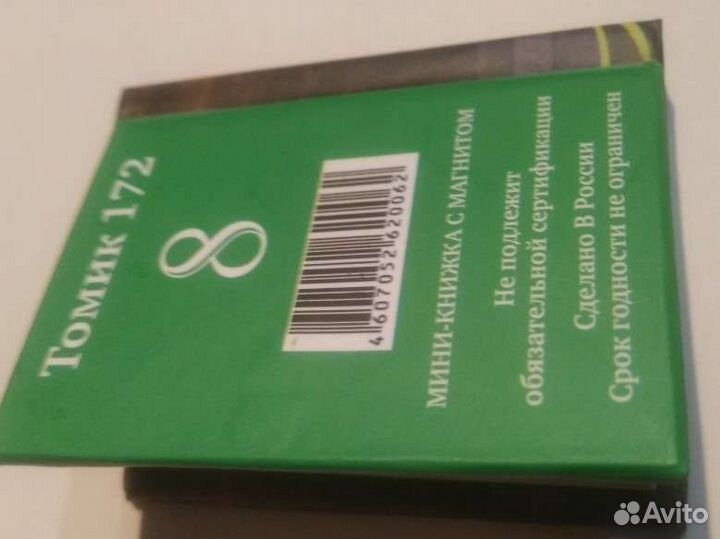 Томик 172
8
4607052620062
МИНИ-КНИЖКА С МАГНИТОМ
Не подлежит
обязательной сертификации
Сделано В России
Срок годности не ограничен
Avito